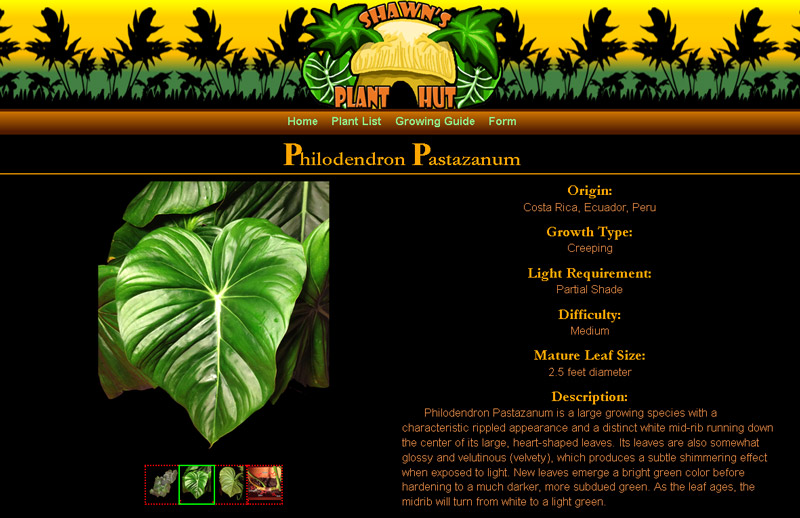 SHAWN'S
PLANT HUT
Home Plant List Growing Guide Form
Philodendron Pastazanum
Origin:
Costa Rica, Ecuador, Peru
Growth Type:
Creeping
Light Requirement:
Partial Shade
Difficulty:
Medium
Mature Leaf Size:
2.5 feet diameter
Description:
Philodendron Pastazanum is a large growing species with a
characteristic rippled appearance and a distinct white mid-rib running down
the center of its large, heart-shaped leaves. Its leaves are also somewhat
glossy and velutinous (velvety), which produces a subtle shimmering effect
when exposed to light. New leaves emerge a bright green color before
hardening to a much darker, more subdued green. As the leaf ages, the
midrib will turn from white to a light green.